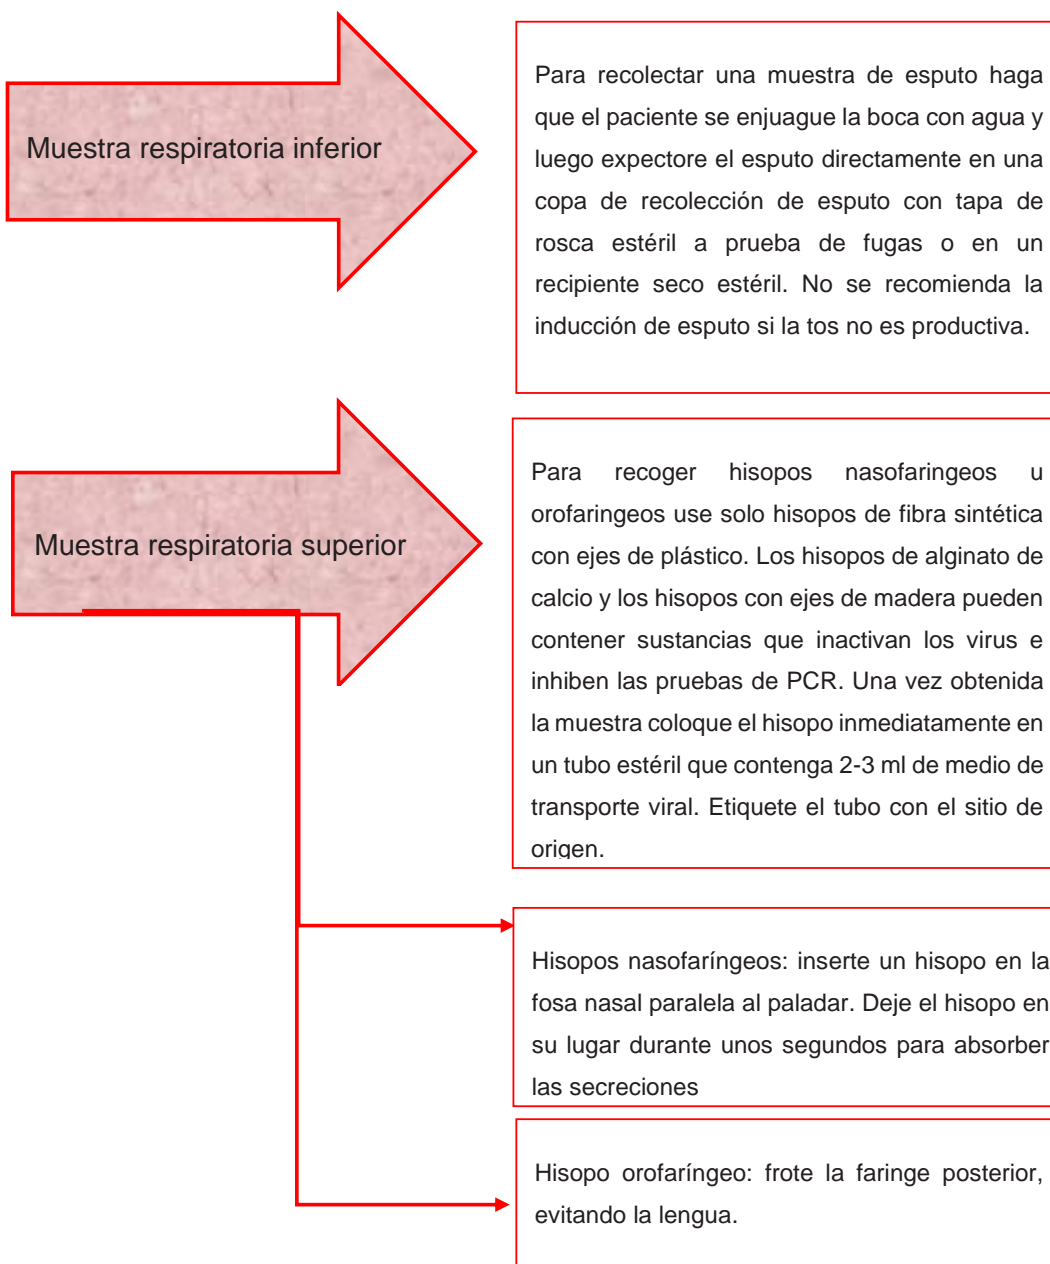 Muestra respiratoria inferior
Para recolectar una muestra de esputo haga
que el paciente se enjuague la boca con agua y
luego expectore el esputo directamente en una
copa de recolección de esputo con tapa de
rosca estéril a prueba de fugas o en un
recipiente seco estéril. No se recomienda la
inducción de esputo si la tos no es productiva.
Muestra respiratoria superior
Para recoger hisopos nasofaringeos u
orofaringeos use solo hisopos de fibra sintética
con ejes de plástico. Los hisopos de alginato de
calcio y los hisopos con ejes de madera pueden
contener sustancias que inactivan los virus e
inhiben las pruebas de PCR. Una vez obtenida
la muestra coloque el hisopo inmediatamente en
un tubo estéril que contenga 2-3 ml de medio de
transporte viral. Etiquete el tubo con el sitio de
origen.
Hisopos nasofaríngeos: inserte un hisopo en la
fosa nasal paralela al paladar. Deje el hisopo en
su lugar durante unos segundos para absorber
las secreciones
Hisopo orofaríngeo: frote la faringe posterior,
evitando la lengua.